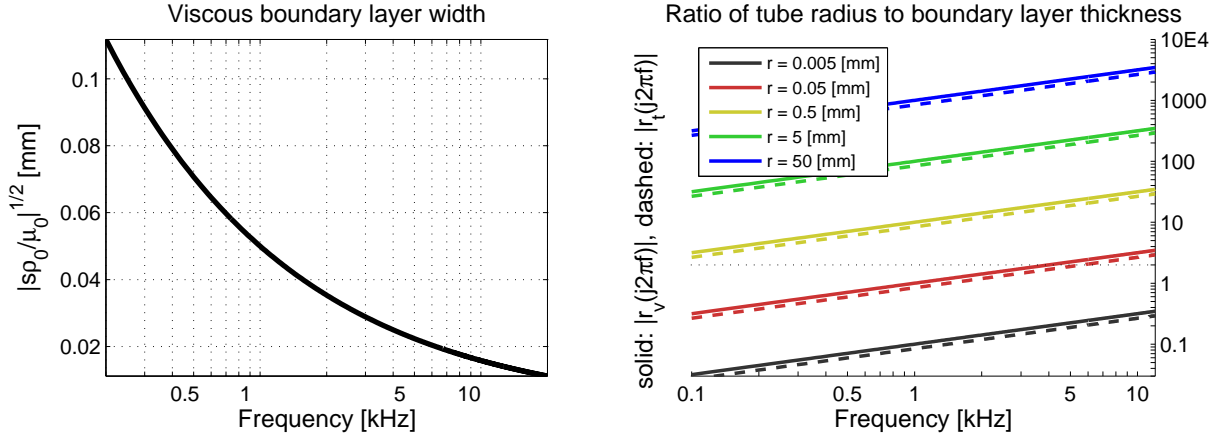 Viscous boundary layer width
|sp₀/μ₀|^1/2 [mm]
0.1
0.08
0.06
0.04
0.02
0.5
1
5
10
Frequency [kHz]
Ratio of tube radius to boundary layer thickness
solid: |r_v(j2πf)|, dashed: |r_t(j2πf)|
r = 0.005 [mm]
r = 0.05 [mm]
r = 0.5 [mm]
r = 5 [mm]
r = 50 [mm]
10E4
1000
100
10
1
0.1
0.1
0.5
1
5
10
Frequency [kHz]